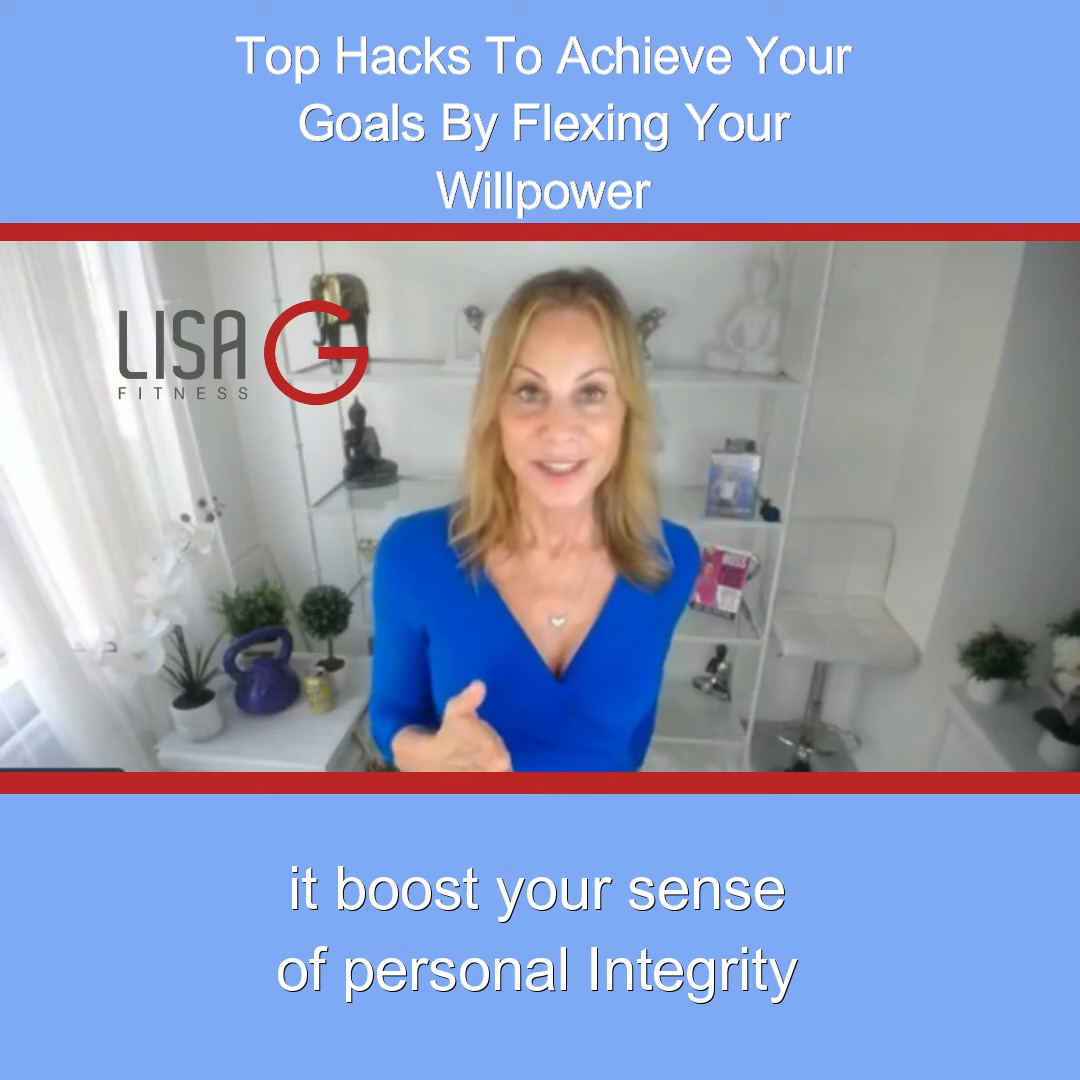 Top Hacks To Achieve Your
Goals By Flexing Your
Willpower
LISA G
FITNESS
it boost your sense
of personal Integrity